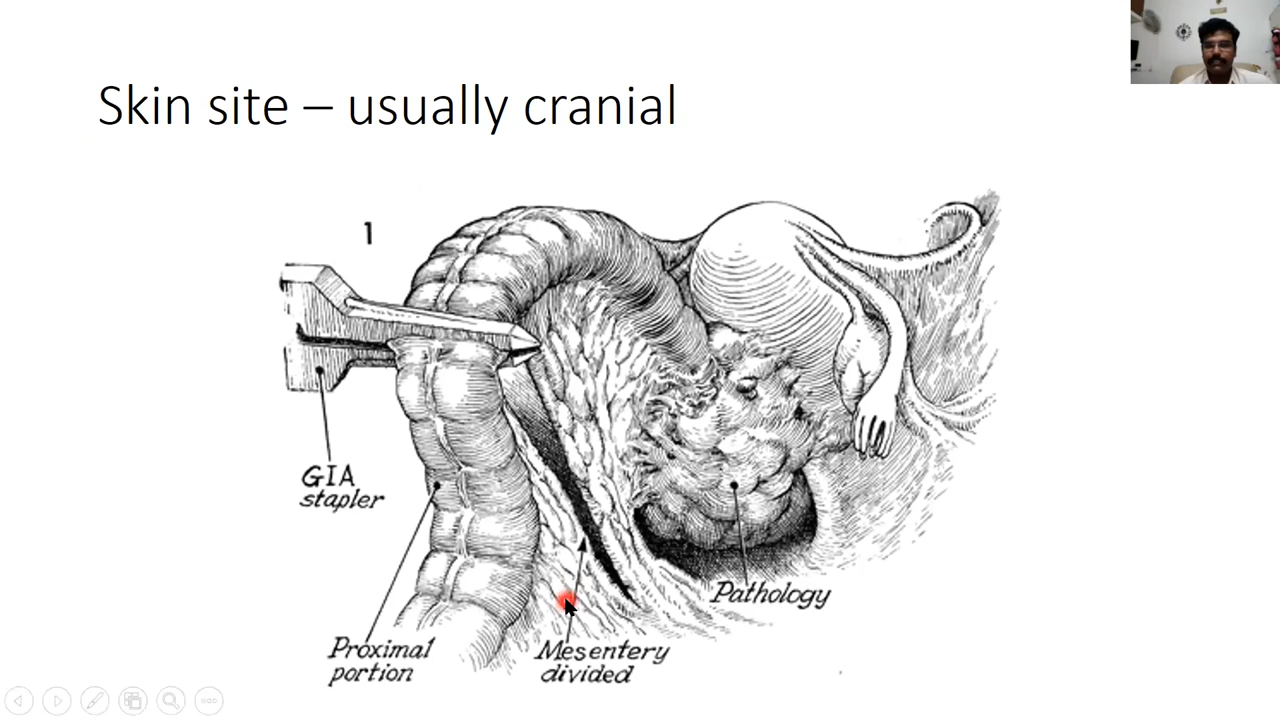 Skin site – usually cranial
1
GIA
stapler
Proximal
portion
Mesentery
divided
Pathology